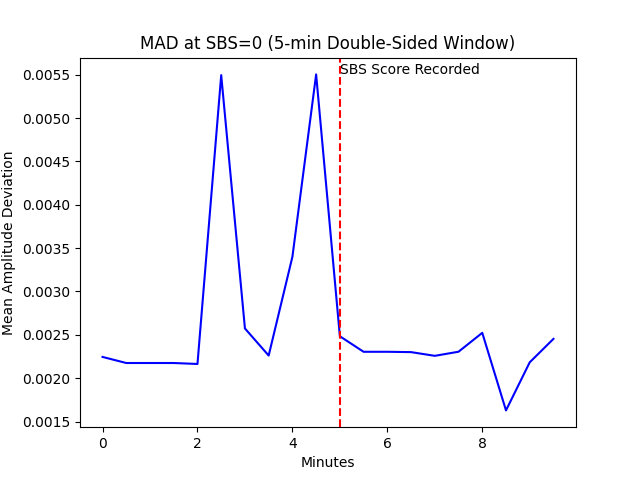 MAD at SBS=0 (5-min Double-Sided Window)
SBS Score Recorded
Mean Amplitude Deviation
0.0055
0.0050
0.0045
0.0040
0.0035
0.0030
0.0025
0.0020
0.0015
0 2 4 6 8
Minutes